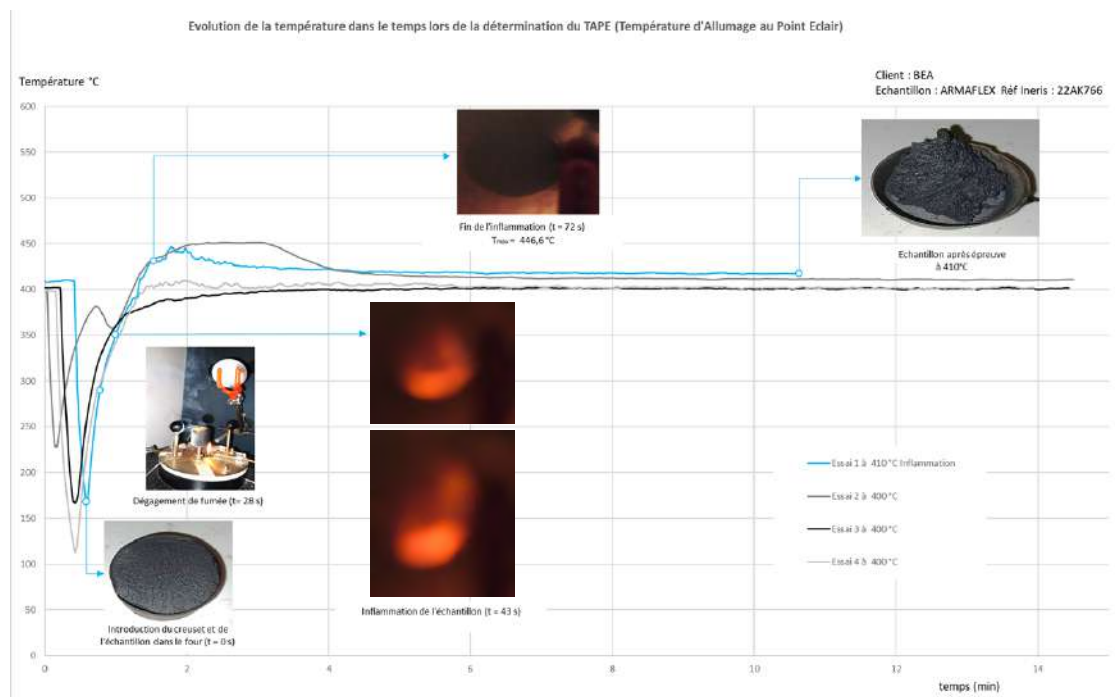 Evolution de la température dans le temps lors de la détermination du TAPE (Température d'Allumage au Point Eclair)
Température °C
Client : BEA
Echantillon : ARMAFLEX Réf Ineris : 22AK766
600
550
500
450
400
350
300
250
200
150
100
50
0
Fin de l'inflammation (t = 72 s)
Tmax = 446,6 °C
Echantillon après épreuve
à 410°C
Dégagement de fumée (t= 28 s)
Introduction du creuset et de
l'échantillon dans le four (t = 0 s)
Inflammation de l'échantillon (t = 43 s)
Essai 1 à 410 °C Inflammation
Essai 2 à 400 °C
Essai 3 à 400 °C
Essai 4 à 400 °C
0 2 4 6 8 10 12 14
temps (min)